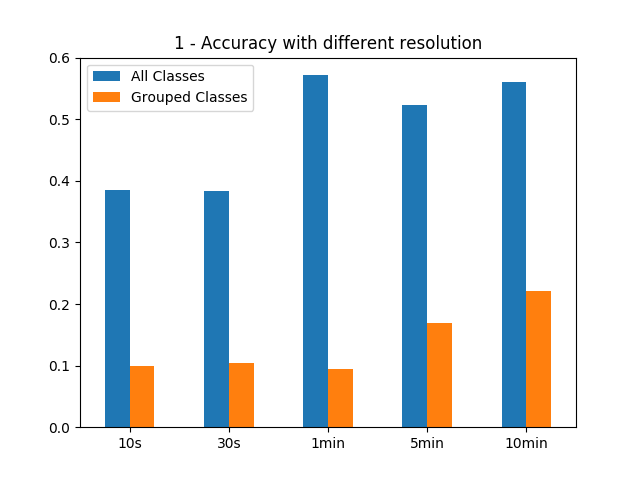 1 - Accuracy with different resolution
All Classes
Grouped Classes
0.6
0.5
0.4
0.3
0.2
0.1
0.0
10s 30s 1min 5min 10min